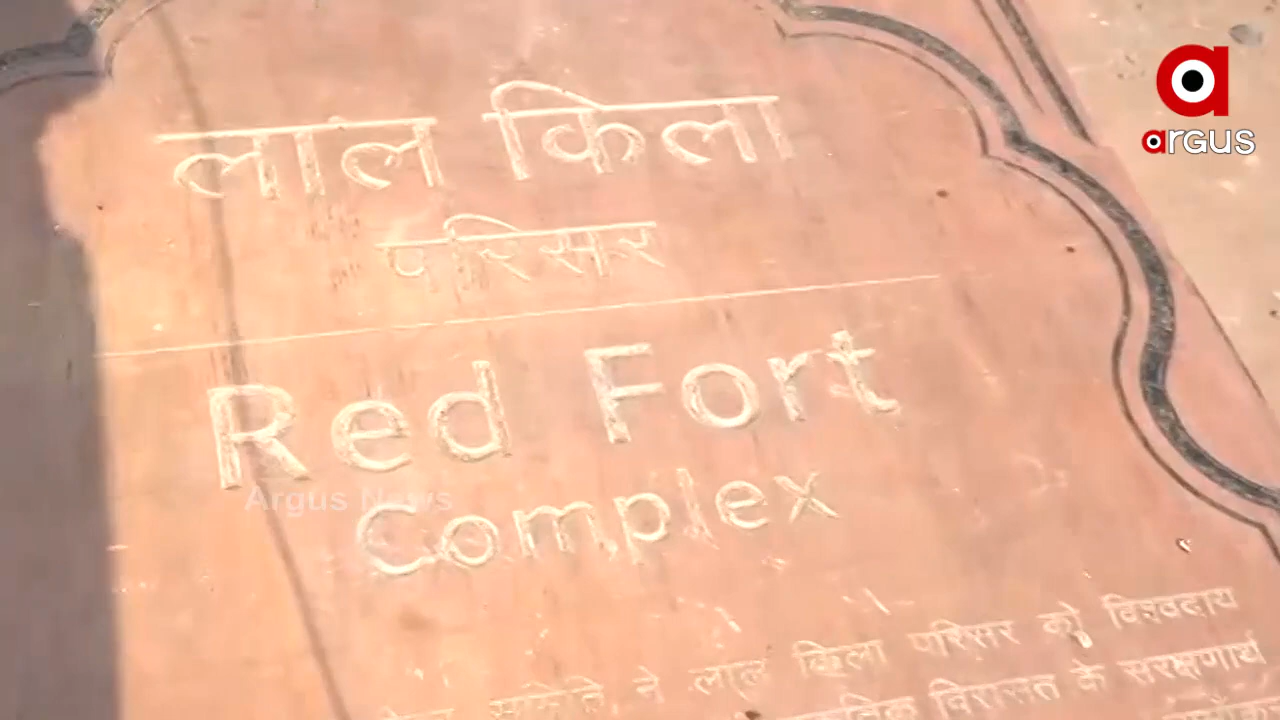 argus
लाल किला
परिसर
Red Fort
Argus News
Complex
ने लाल किला परिसर को विश्वदाय
विरासत के संरक्षणार्थ